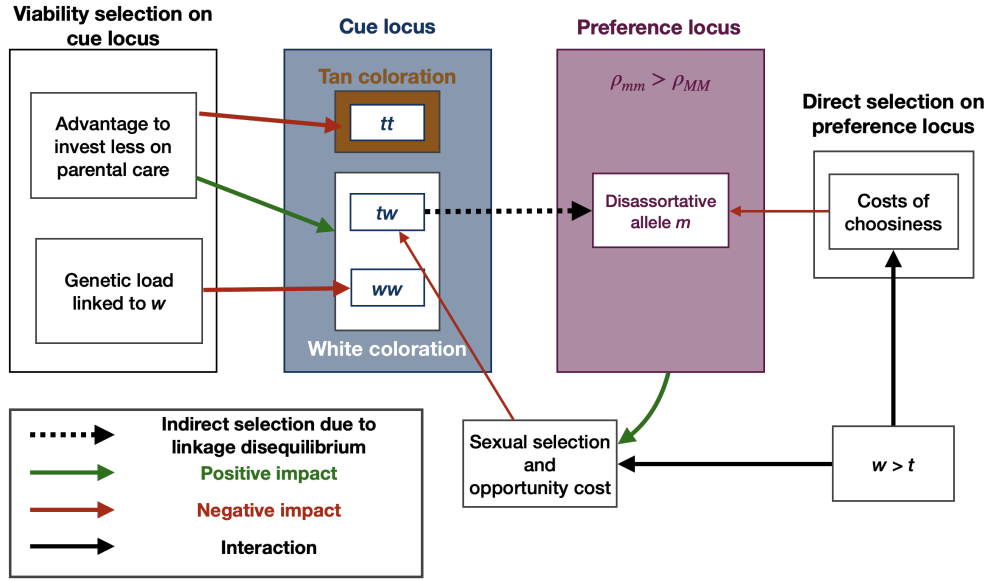 Viability selection on
cue locus
Advantage to
invest less on
parental care
Genetic load
linked to w
Cue locus
Tan coloration
tt
tw
ww
White coloration
Preference locus
ρmm > ρMM
Disassortative
allele m
Direct selection on
preference locus
Costs of
choosiness
Sexual selection
and
opportunity cost
w > t
Indirect selection due to
linkage disequilibrium
Positive impact
Negative impact
Interaction